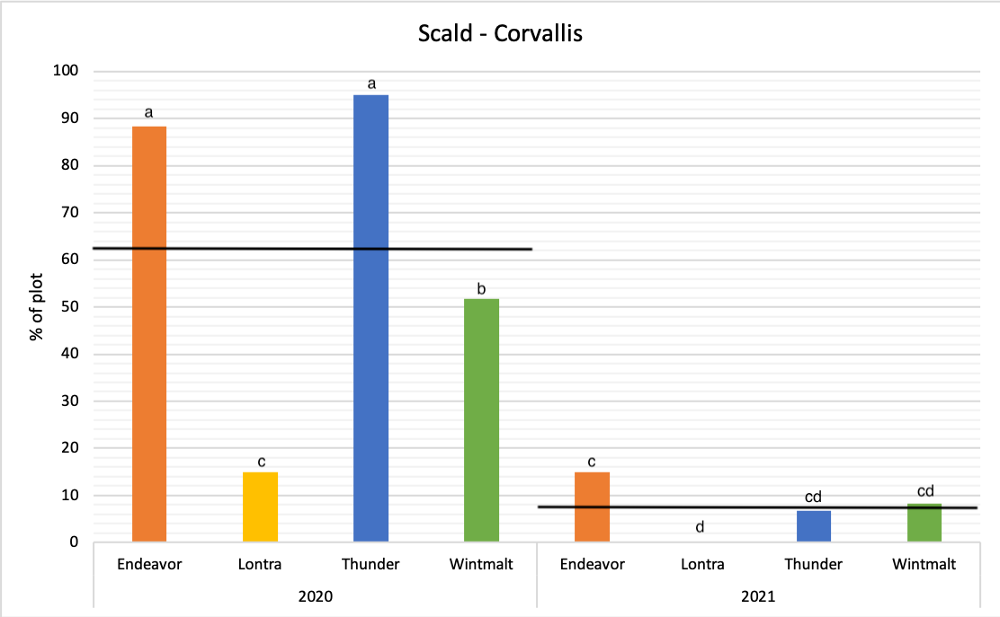 Scald - Corvallis
% of plot
100
90
80
70
60
50
40
30
20
10
0
a
c
a
b
c
d
cd
cd
Endeavor Lontra Thunder Wintmalt Endeavor Lontra Thunder Wintmalt
2020 2021